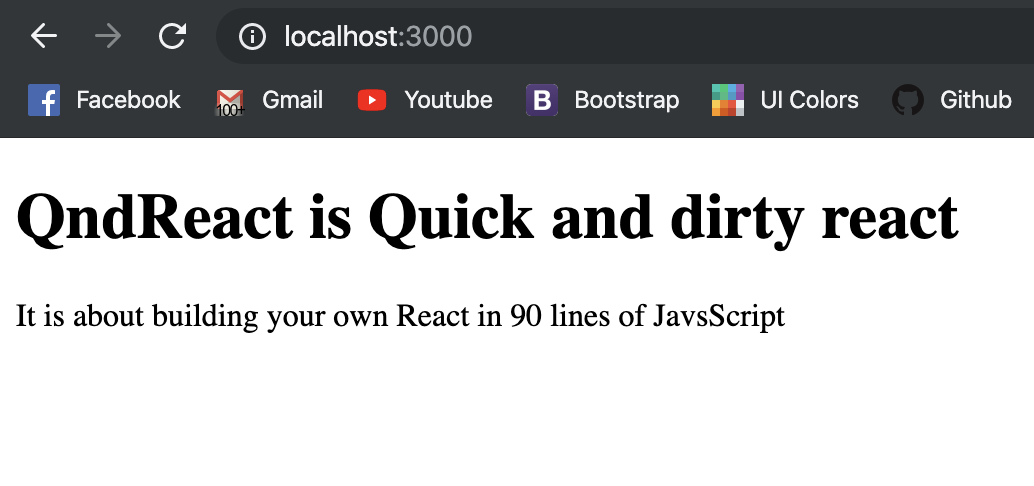 localhost:3000
Facebook 100+ Gmail Youtube B Bootstrap UI Colors Github
QndReact is Quick and dirty react
It is about building your own React in 90 lines of JavsScript